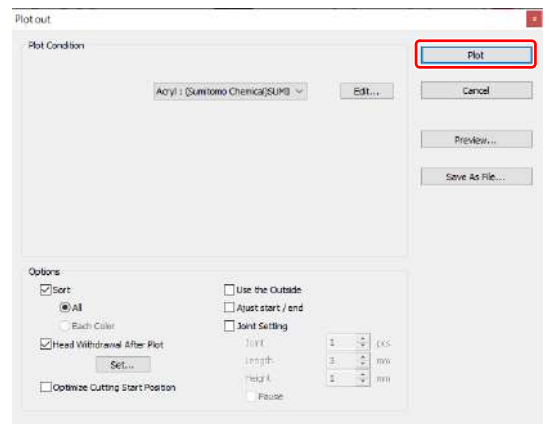 Plot out
Plot Condition
Plot
Acryl : (Sumitomo Chemical)SUMI
Edit...
Cancel
Preview...
Save As File...
Options
Sort
Use the Outside
All
Ajust start / end
Each Color
Joint Setting
Head Withdrawal After Plot
Joint
1
pcs
Set...
Length
3
mm
Height
1
mm
Optimize Cutting Start Position
Pause